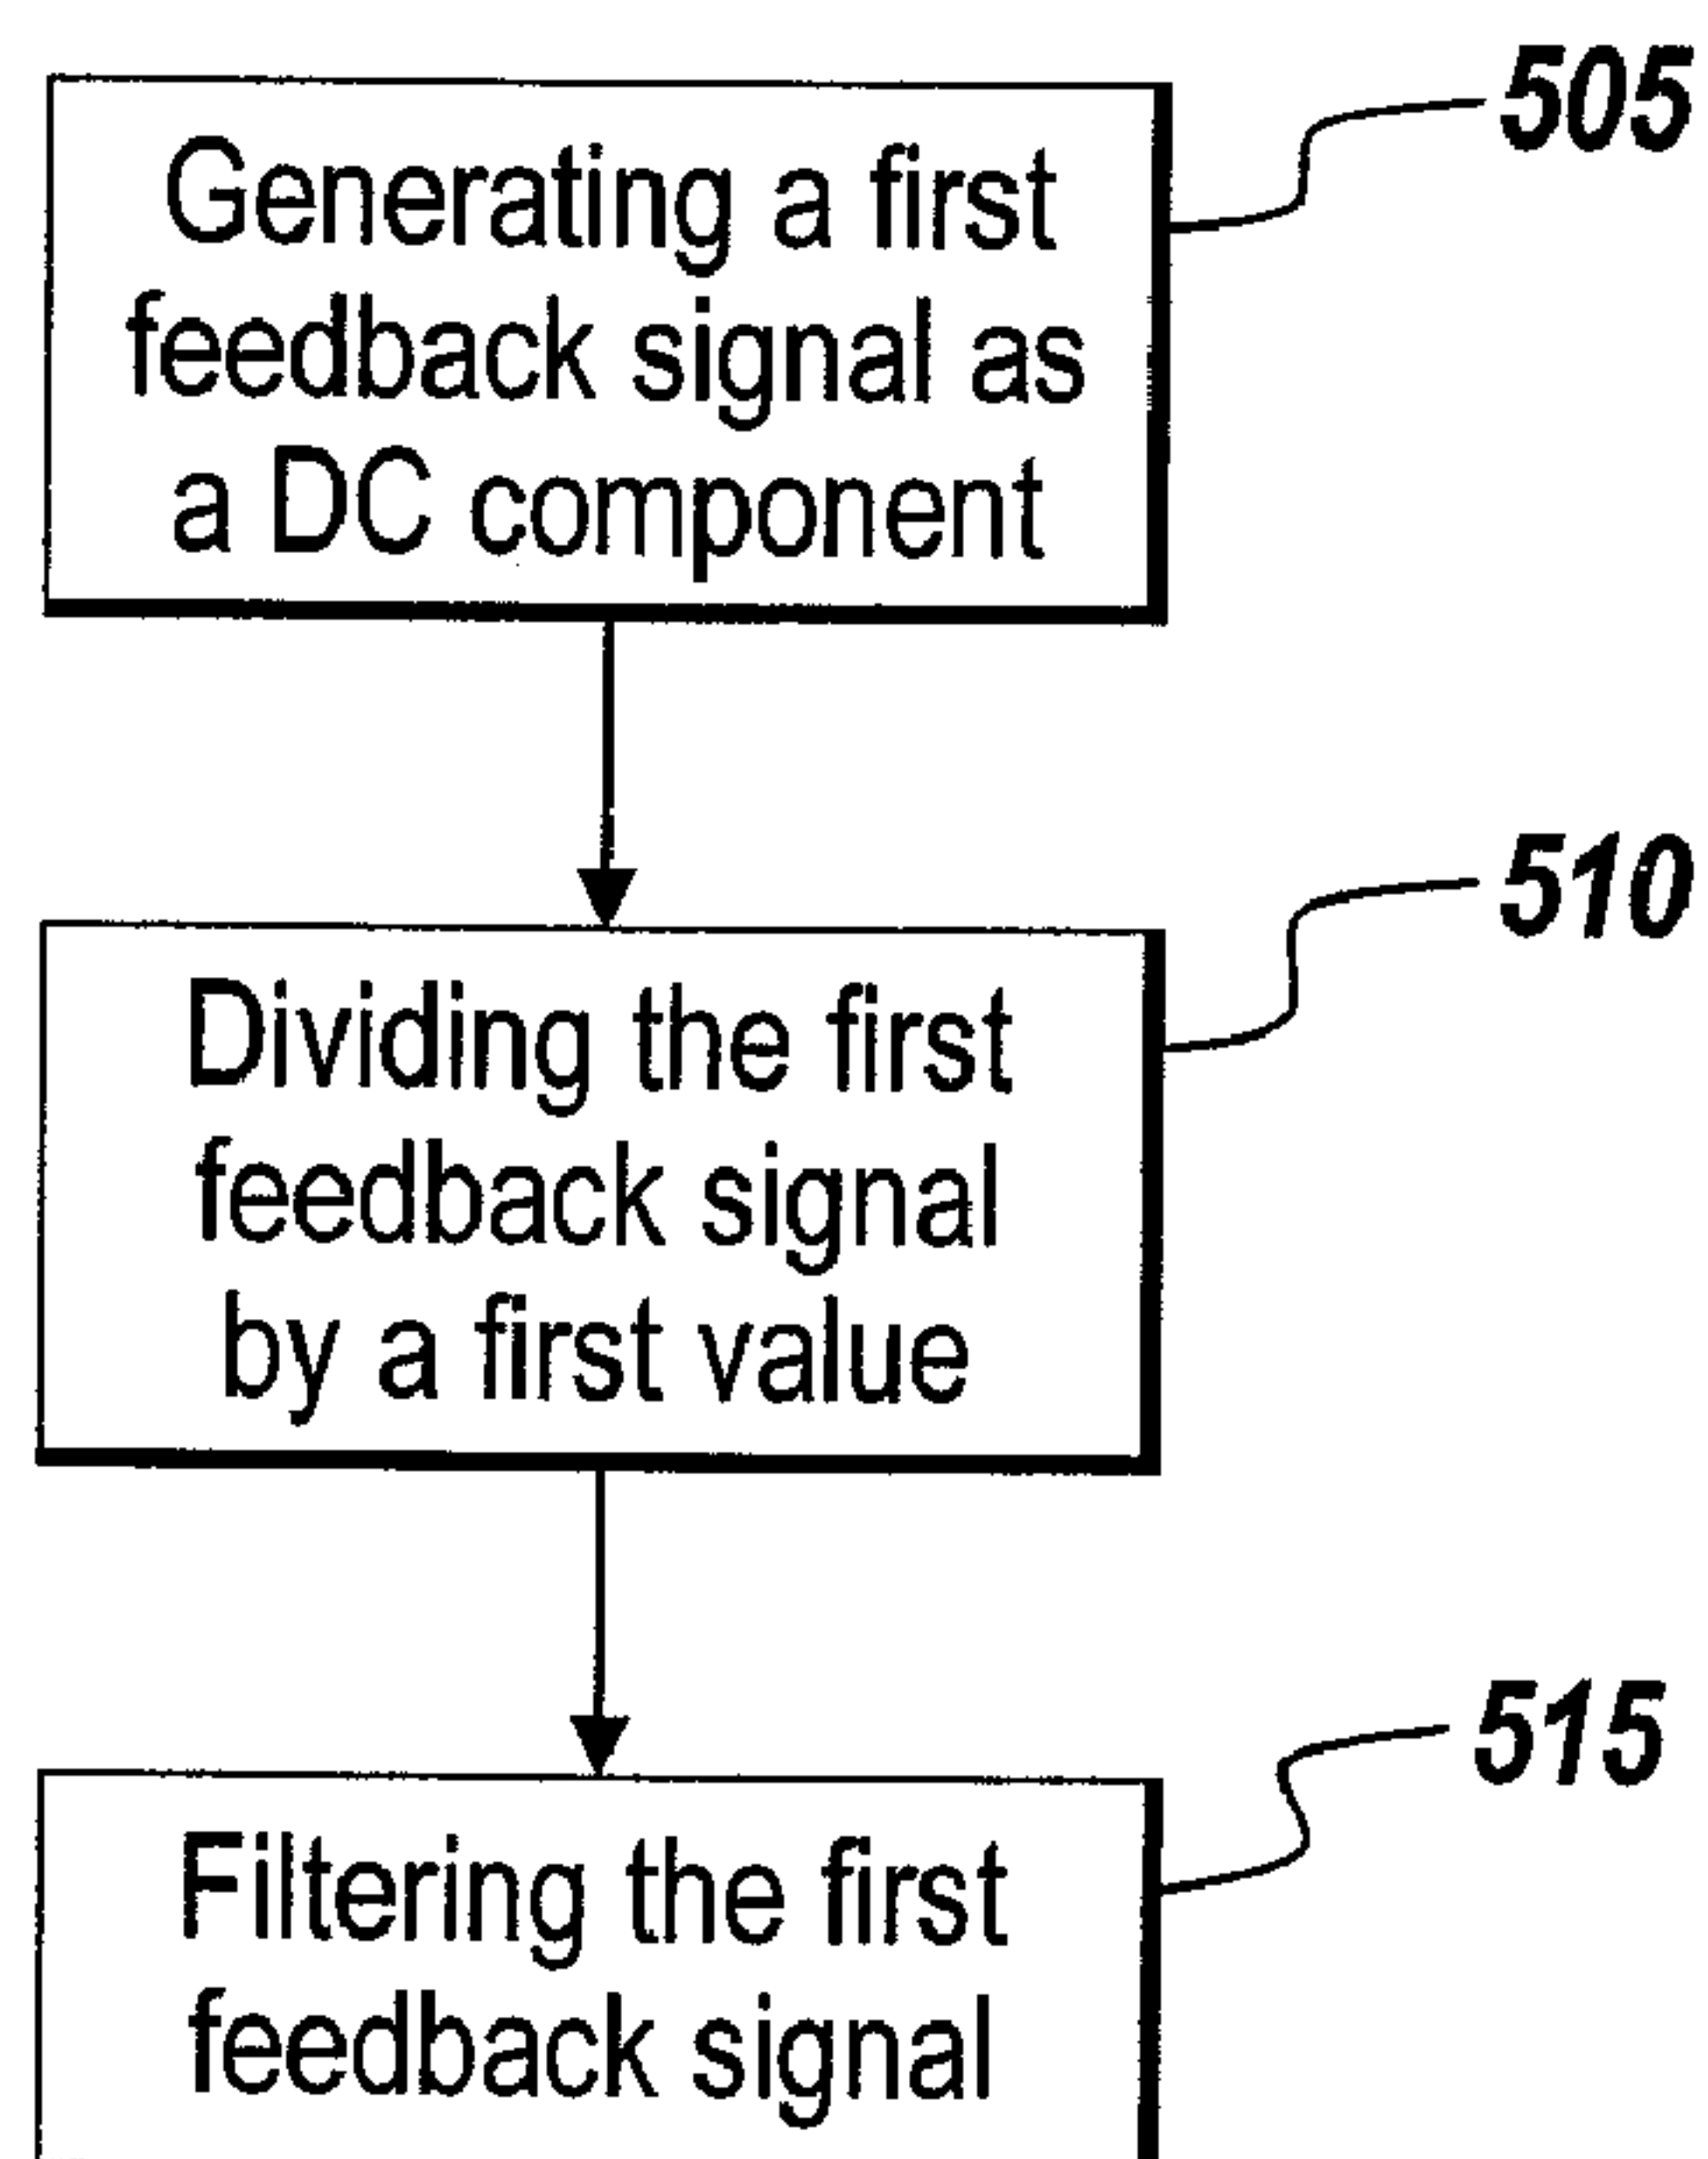 505
Generating a first
feedback signal as
a DC component
510
Dividing the first
feedback signal
by a first value
515
Filtering the first
feedback signal